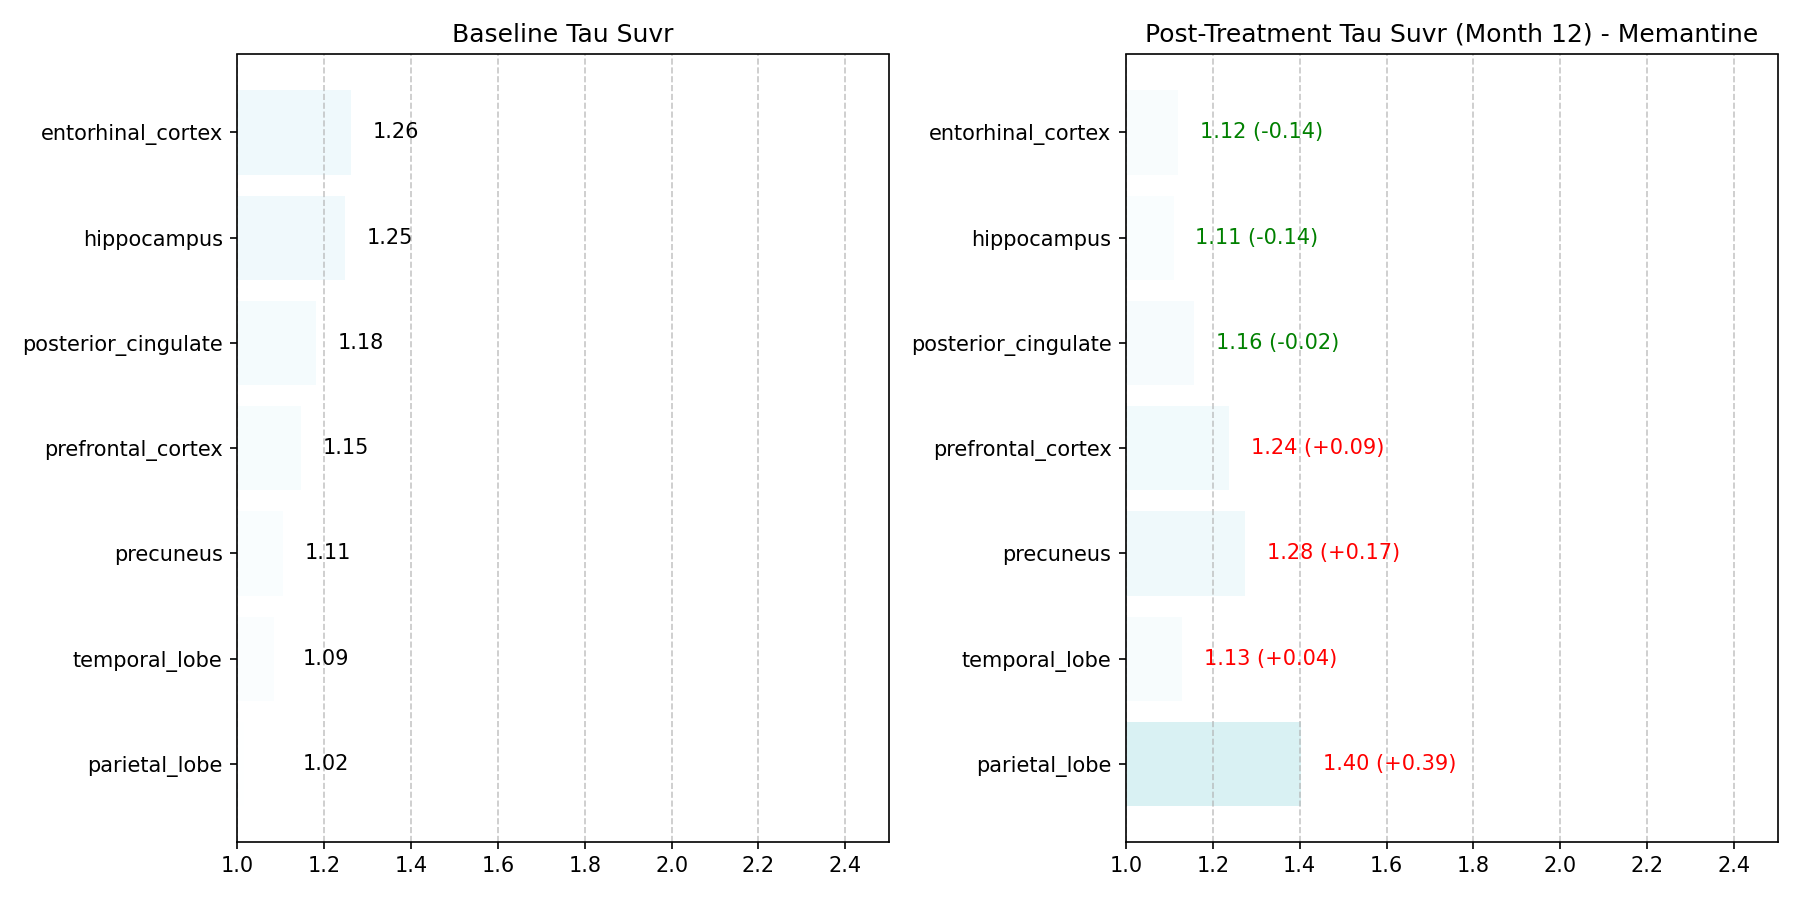 Baseline Tau Suvr
entorhinal_cortex
1.26
hippocampus
1.25
posterior_cingulate
1.18
prefrontal_cortex
1.15
precuneus
1.11
temporal_lobe
1.09
parietal_lobe
1.02
1.0 1.2 1.4 1.6 1.8 2.0 2.2 2.4
Post-Treatment Tau Suvr (Month 12) - Memantine
entorhinal_cortex
1.12 (-0.14)
hippocampus
1.11 (-0.14)
posterior_cingulate
1.16 (-0.02)
prefrontal_cortex
1.24 (+0.09)
precuneus
1.28 (+0.17)
temporal_lobe
1.13 (+0.04)
parietal_lobe
1.40 (+0.39)
1.0 1.2 1.4 1.6 1.8 2.0 2.2 2.4